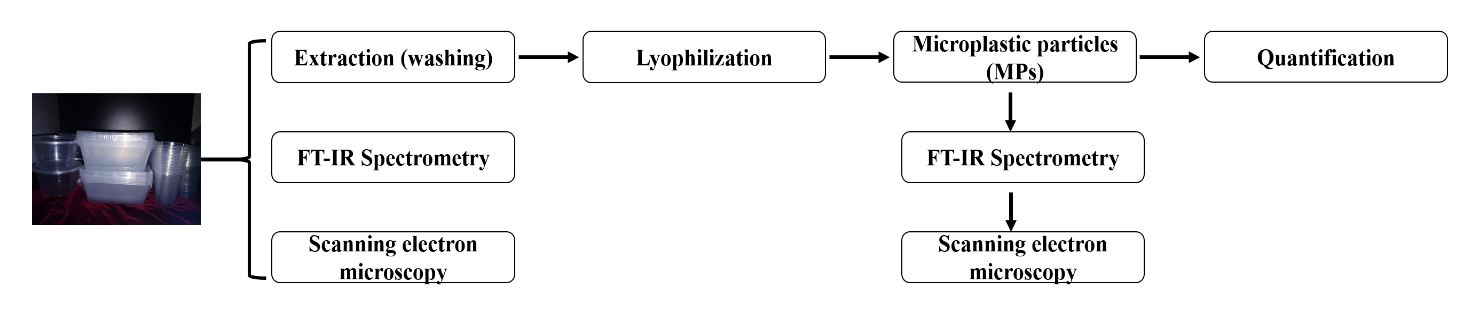 Extraction (washing)
Lyophilization
Microplastic particles
(MPs)
Quantification
FT-IR Spectrometry
FT-IR Spectrometry
Scanning electron
microscopy
Scanning electron
microscopy